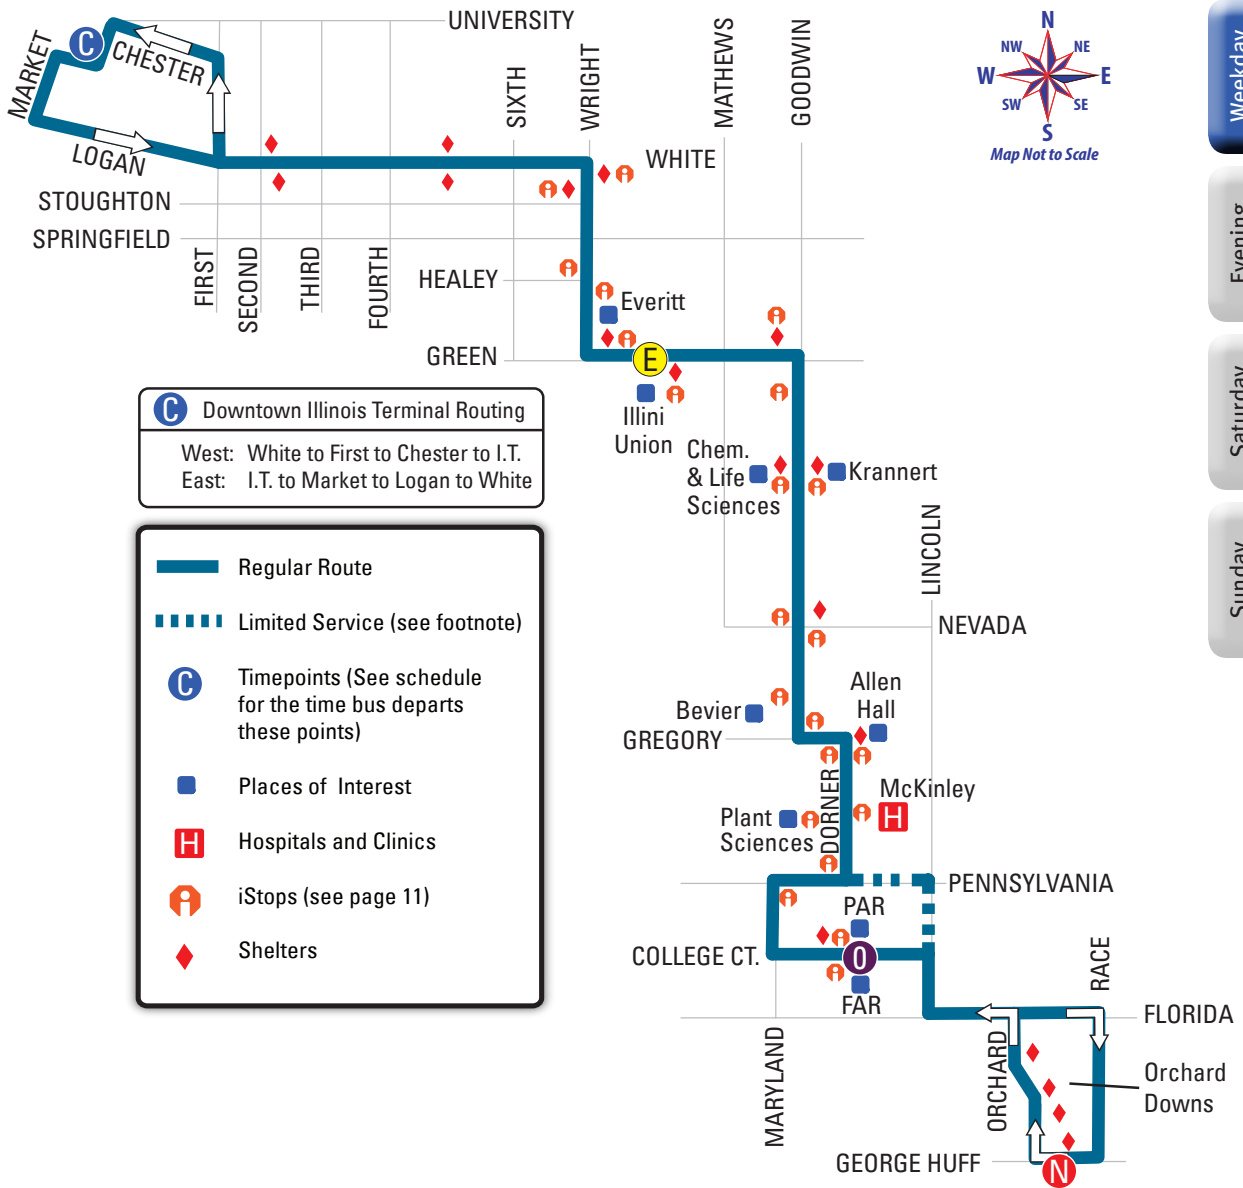 UNIVERSITY
MARKET
C
CHESTER
LOGAN
SIXTH
WRIGHT
MATHEWS
GOODWIN
N
NW
NE
W
E
SW
SE
S
Map Not to Scale
Weekday
Evening
Saturday
Sunday
WHITE
STOUGHTON
SPRINGFIELD
FIRST
SECOND
THIRD
FOURTH
HEALEY
Everitt
GREEN
E
Illini
Union
C Downtown Illinois Terminal Routing
West: White to First to Chester to I.T.
East: I.T. to Market to Logan to White
Chem.
& Life
Sciences
Krannert
LINCOLN
NEVADA
Regular Route
Limited Service (see footnote)
C
Timepoints (See schedule
for the time bus departs
these points)
Places of Interest
H
Hospitals and Clinics
iStops (see page 11)
Shelters
Bevier
Allen
Hall
GREGORY
DORNER
McKinley
H
Plant
Sciences
PENNSYLVANIA
PAR
COLLEGE CT.
O
FAR
RACE
FLORIDA
MARYLAND
ORCHARD
Orchard
Downs
GEORGE HUFF
N